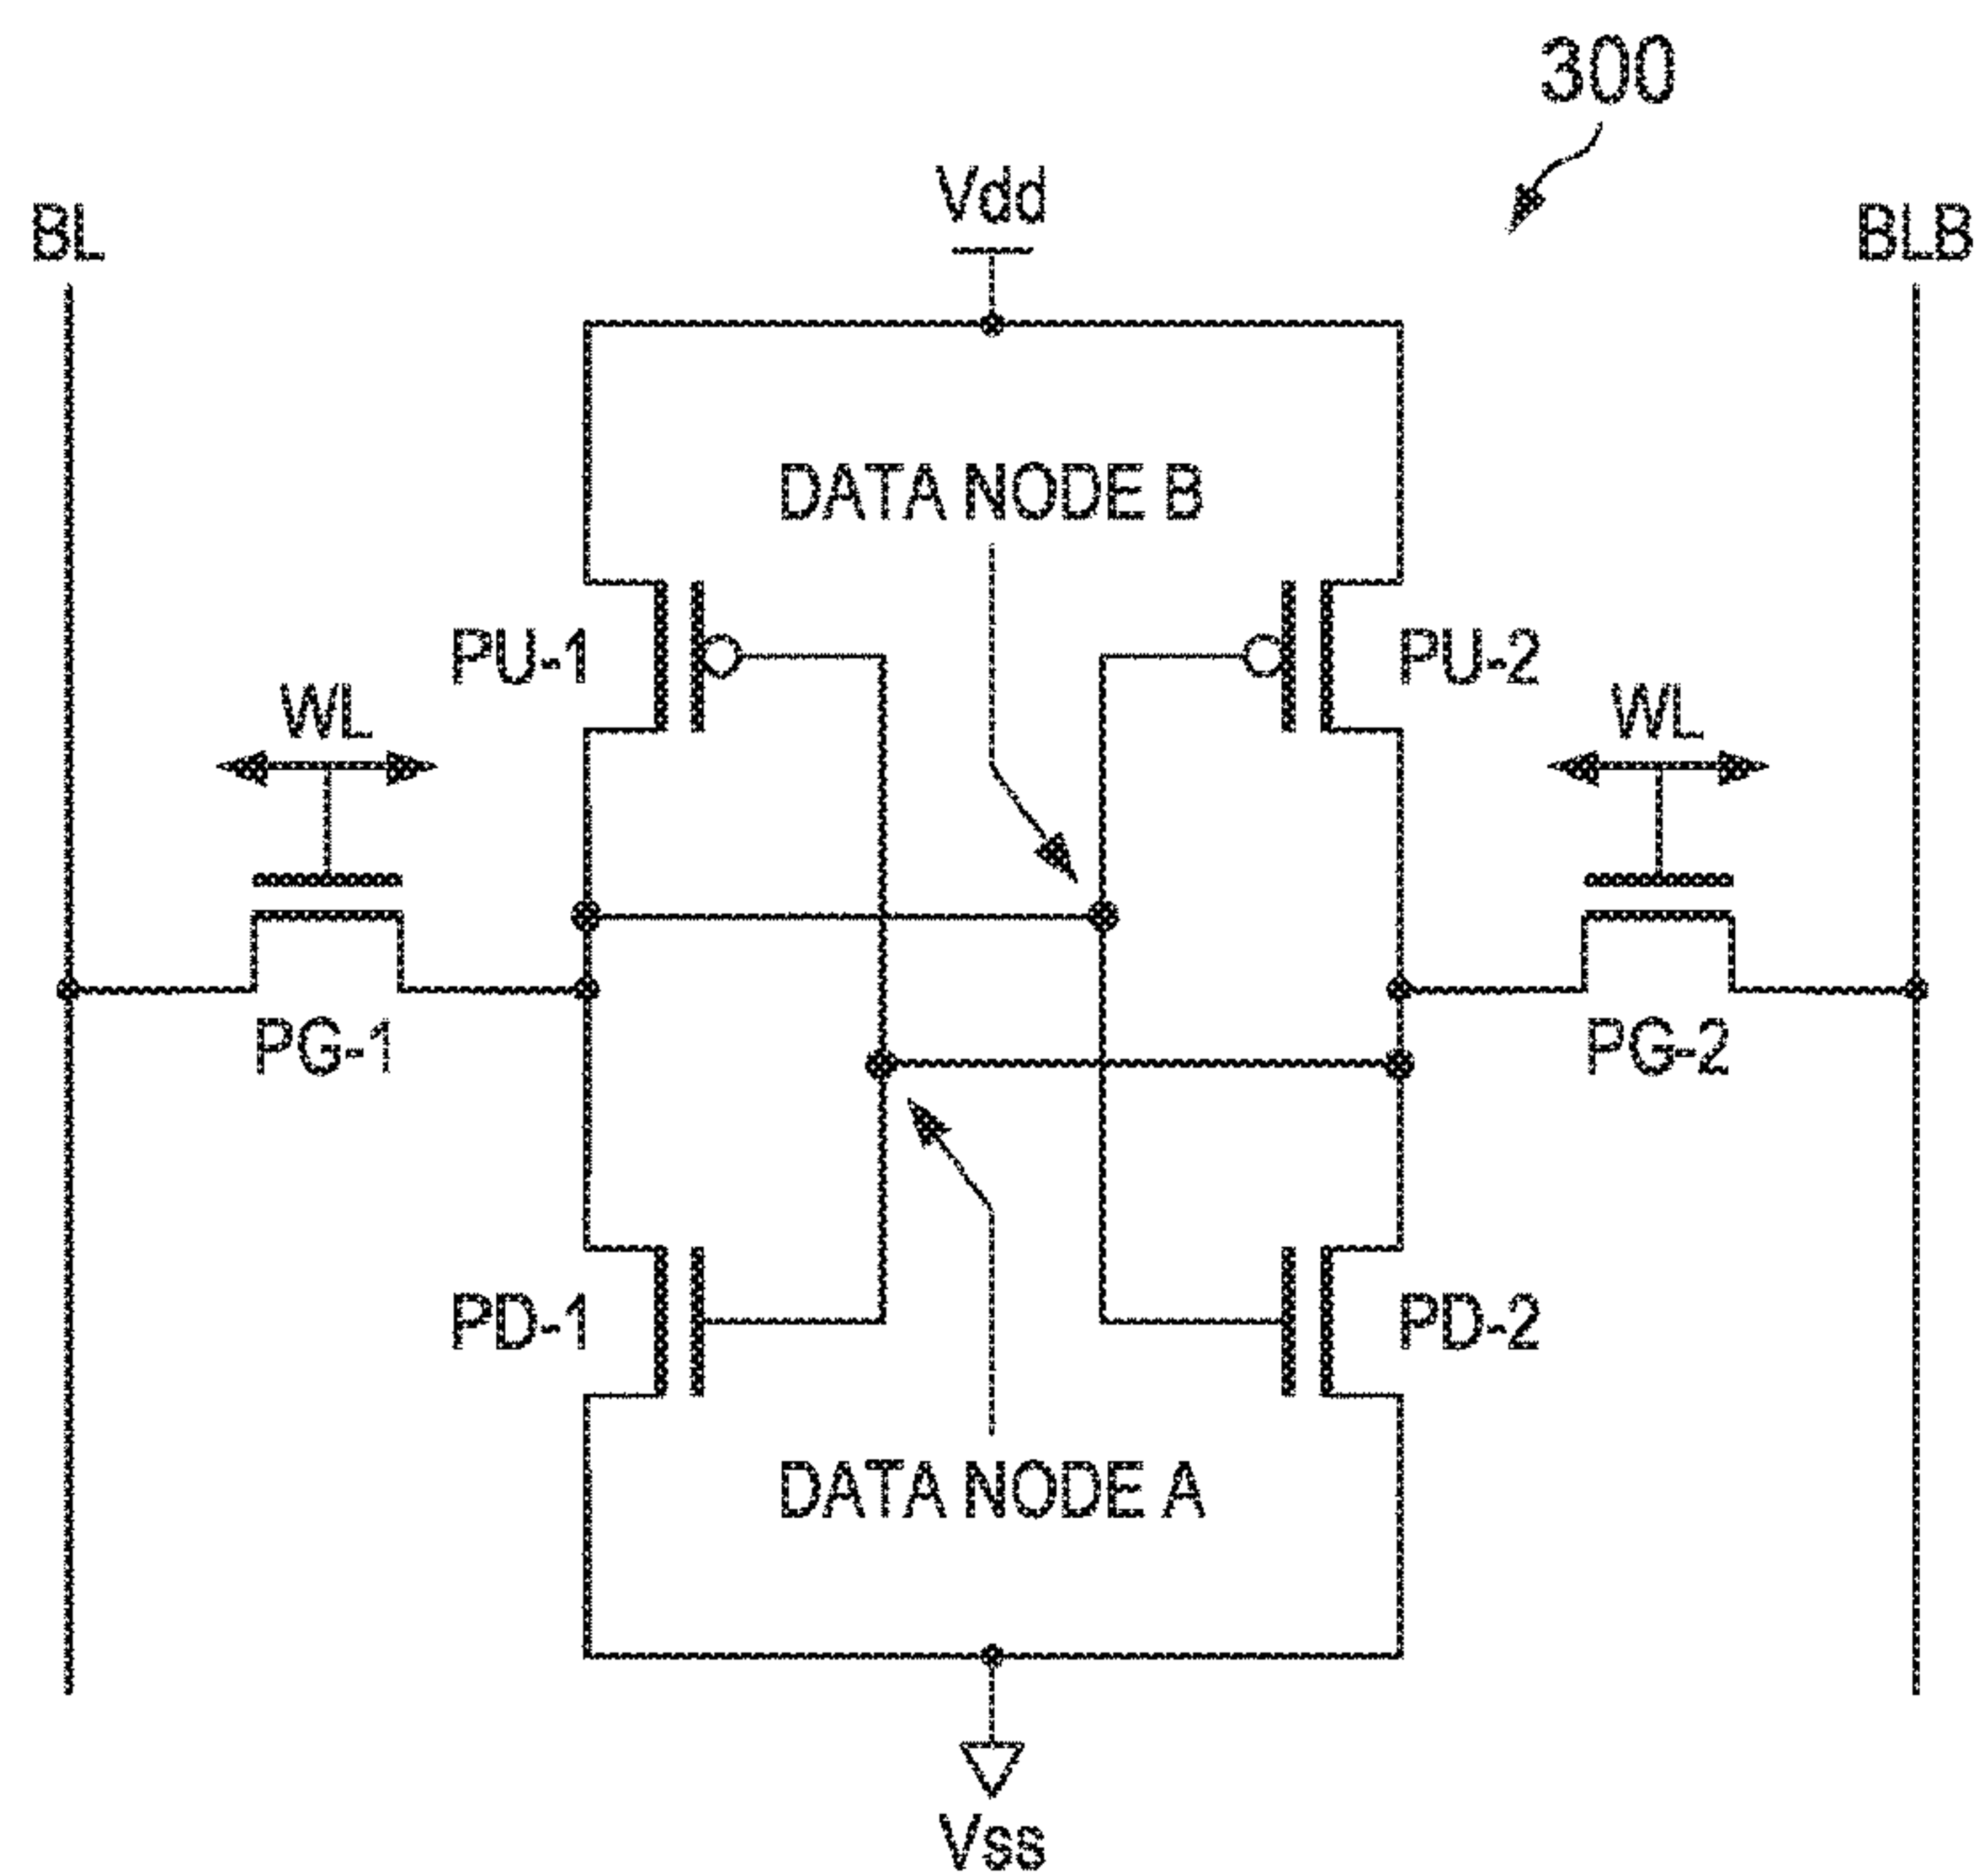 300
Vdd
BL
BLB
DATA NODE B
PU-1
PU-2
WL
WL
PG-1
PG-2
PD-1
PD-2
DATA NODE A
Vss